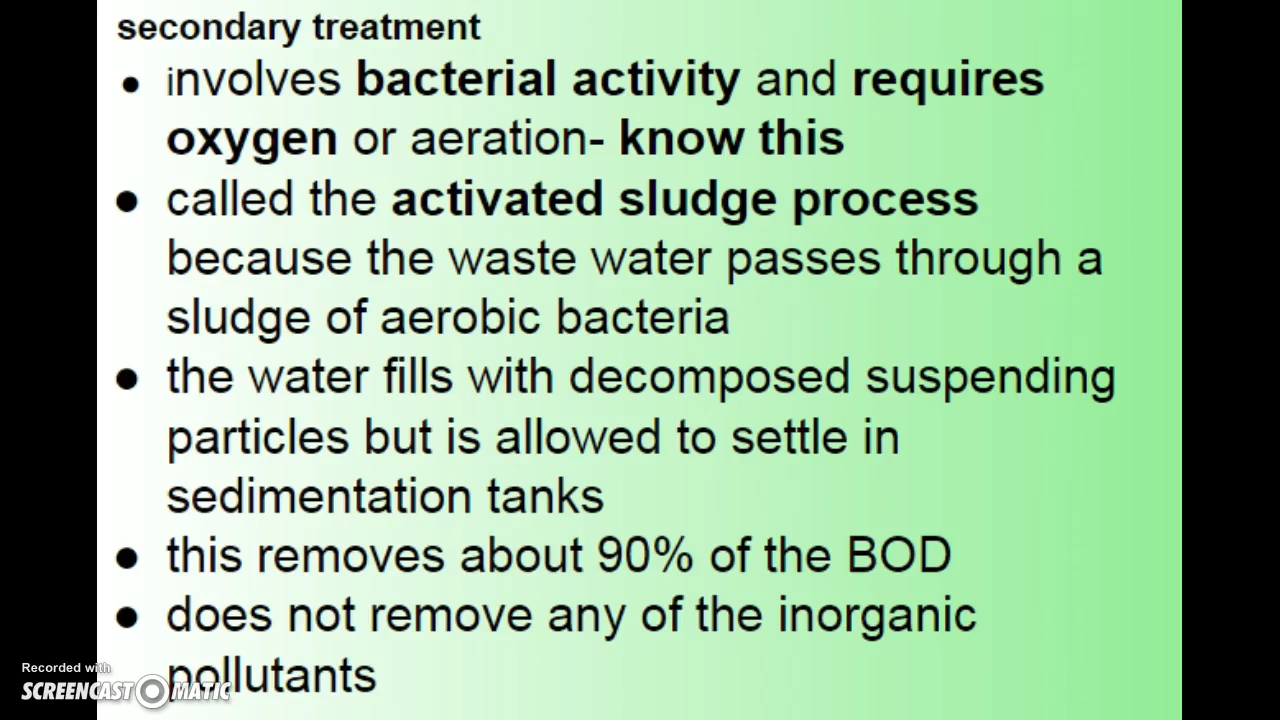 secondary treatment
● involves bacterial activity and requires
oxygen or aeration- know this
● called the activated sludge process
because the waste water passes through a
sludge of aerobic bacteria
● the water fills with decomposed suspending
particles but is allowed to settle in
sedimentation tanks
● this removes about 90% of the BOD
● does not remove any of the inorganic
pollutants
Recorded with
SCREENCAST-O-MATIC